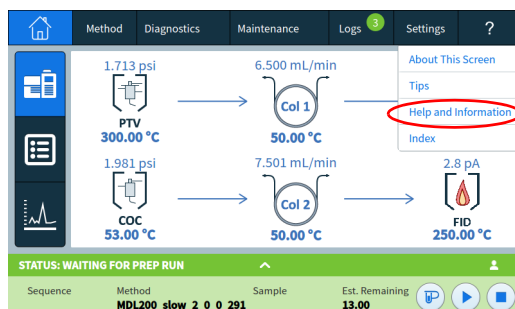 Method Diagnostics Maintenance Logs 3 Settings ?
About This Screen
Tips
Help and Information
Index
1.713 psi 6.500 mL/min
Col 1
PTV
300.00 °C 50.00 °C
1.981 psi 7.501 mL/min 2.8 pA
Col 2
COC FID
53.00 °C 50.00 °C 250.00 °C
STATUS: WAITING FOR PREP RUN
Sequence Method Sample Est. Remaining
MDL200_slow_2_0_0_291 13.00
P